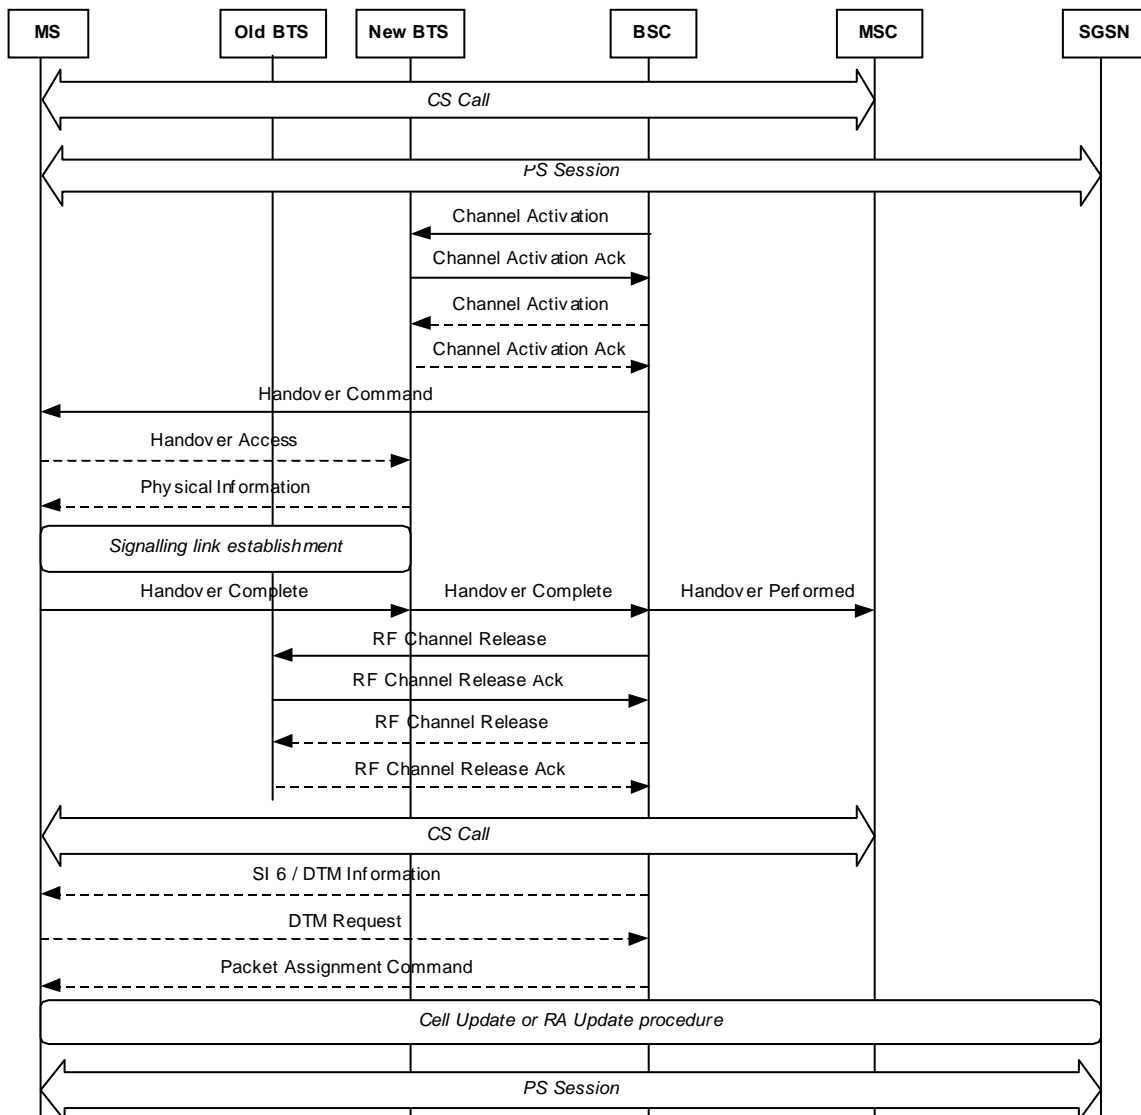 MS Old BTS New BTS BSC MSC SGSN
CS Call
PS Session
Channel Activation
Channel Activation Ack
Channel Activation
Channel Activation Ack
Handover Command
Handover Access
Physical Information
Signalling link establishment
Handover Complete Handover Complete Handover Performed
RF Channel Release
RF Channel Release Ack
RF Channel Release
RF Channel Release Ack
CS Call
SI 6 / DTM Information
DTM Request
Packet Assignment Command
Cell Update or RA Update procedure
PS Session